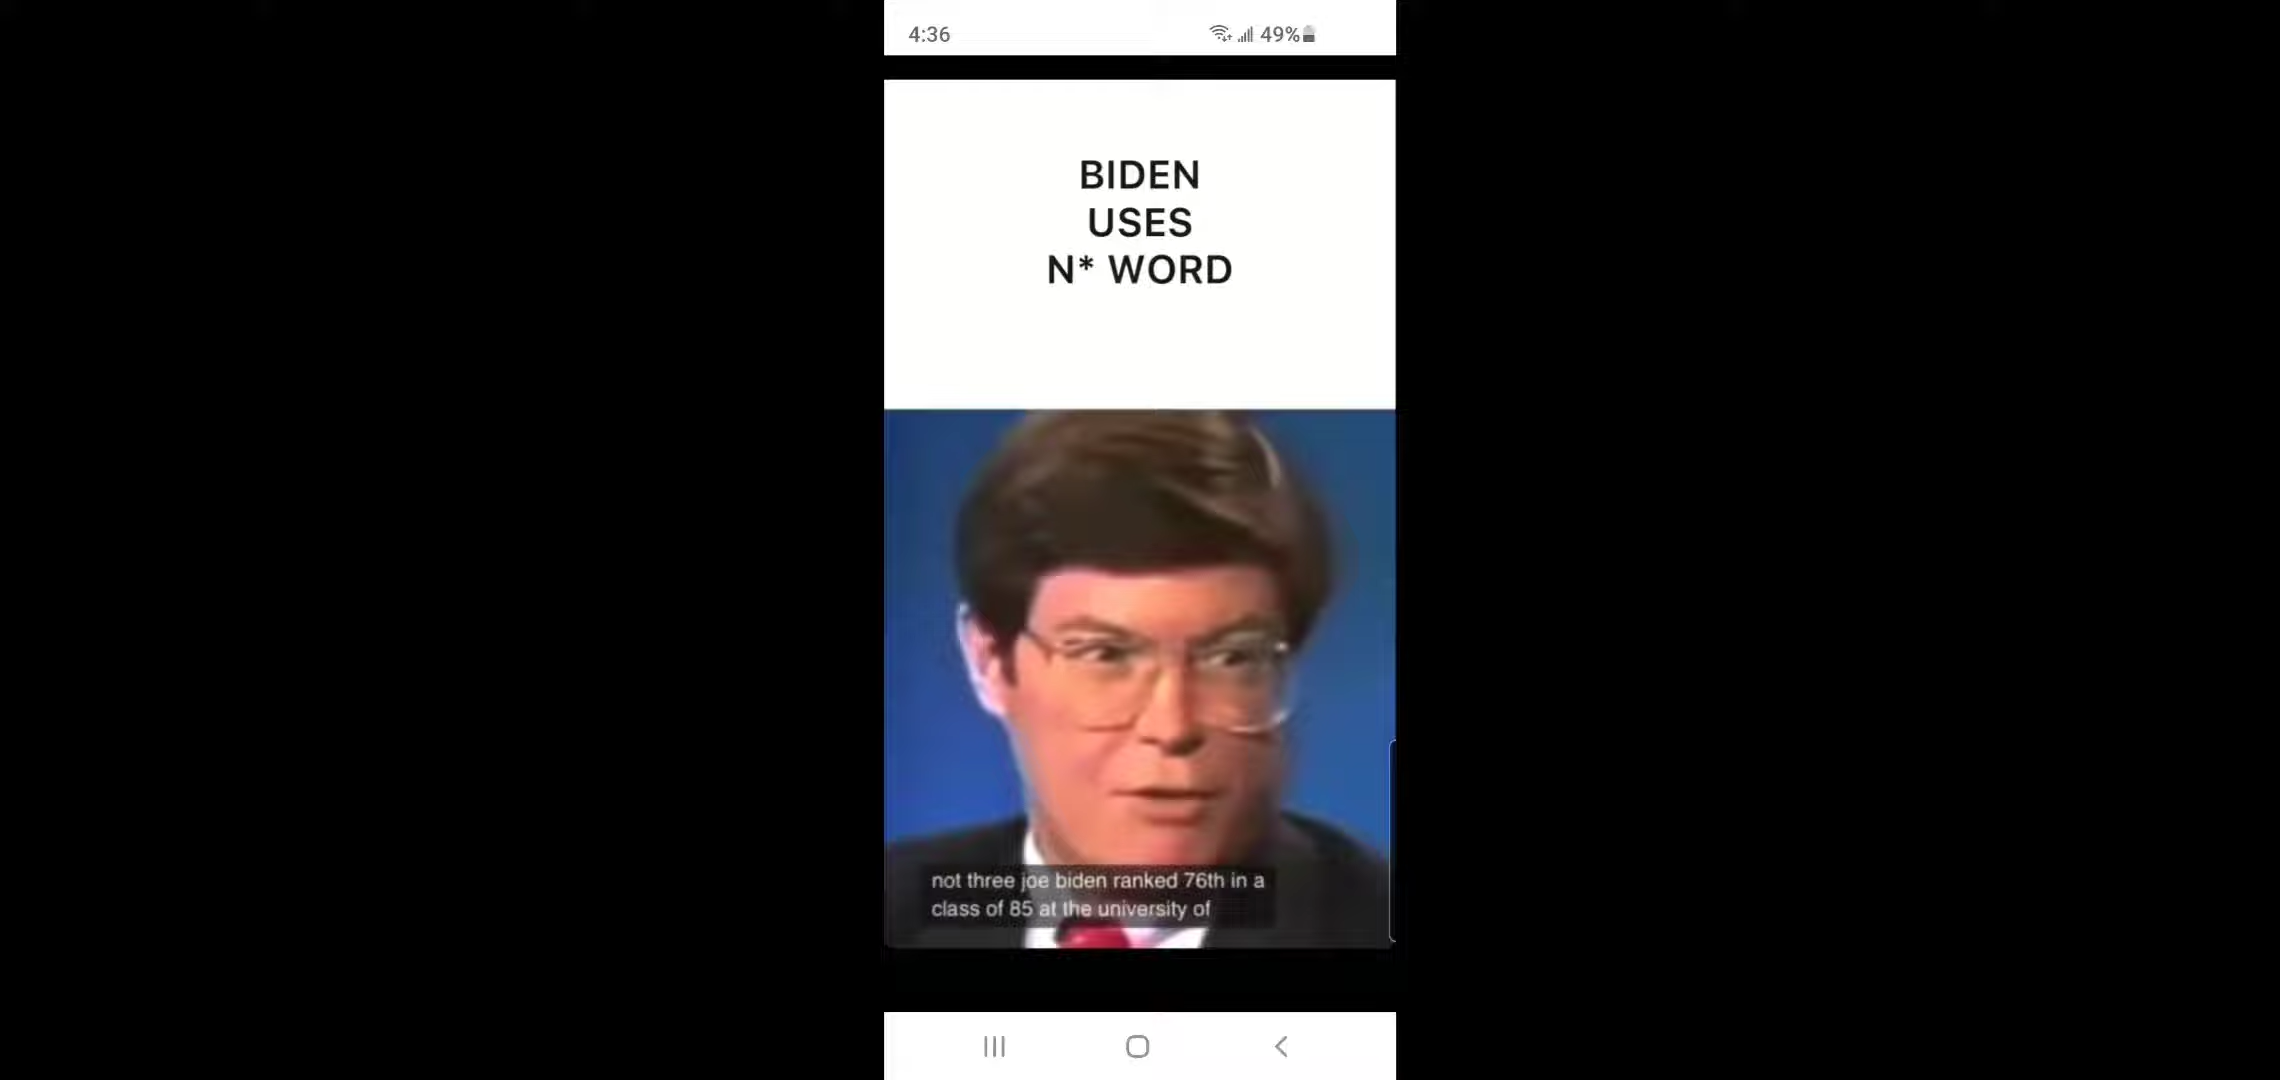 4:36
49%
BIDEN
USES
N* WORD
not three joe biden ranked 76th in a
class of 85 at the university of